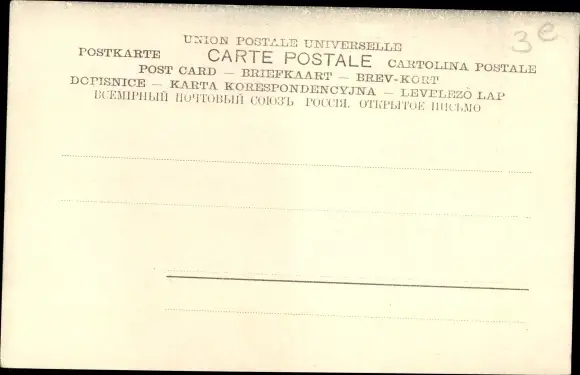 3e
UNION POSTALE UNIVERSELLE
POSTKARTE CARTE POSTALE CARTOLINA POSTALE
POST CARD — BRIEFKAART — BREV-KORT
DOPISNICE — KARTA KORESPONDENCYJNA — LEVELEZŐ LAP
ВСЕМІРНЫЙ ПОЧТОВЫЙ СОЮЗЪ РОССІЯ. ОТКРЫТОЕ ПИСЬМО